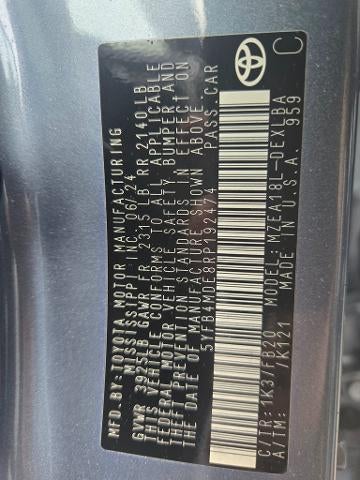 MFD.BY:TOYOTA MOTOR MANUFACTURING
MISSISSIPPI, INC. 06/24
GVWR 3925LB GAWR FR 2315 LB RR 2140LB
THIS VEHICLE CONFORMS TO ALL APPLICABLE
FEDERAL MOTOR VEHICLE SAFETY BUMPER AND
THEFT PREVENTION STANDARDS IN EFFECT ON
THE DATE OF MANUFACTURE SHOWN ABOVE.
5YFB4MDE8RP192474 PASS.CAR
C/TR: 1K3/FB20 MODEL: MZEA18L-DEXLBA
A/TM: /K121 U.S.A. 959
TOYOTA
C